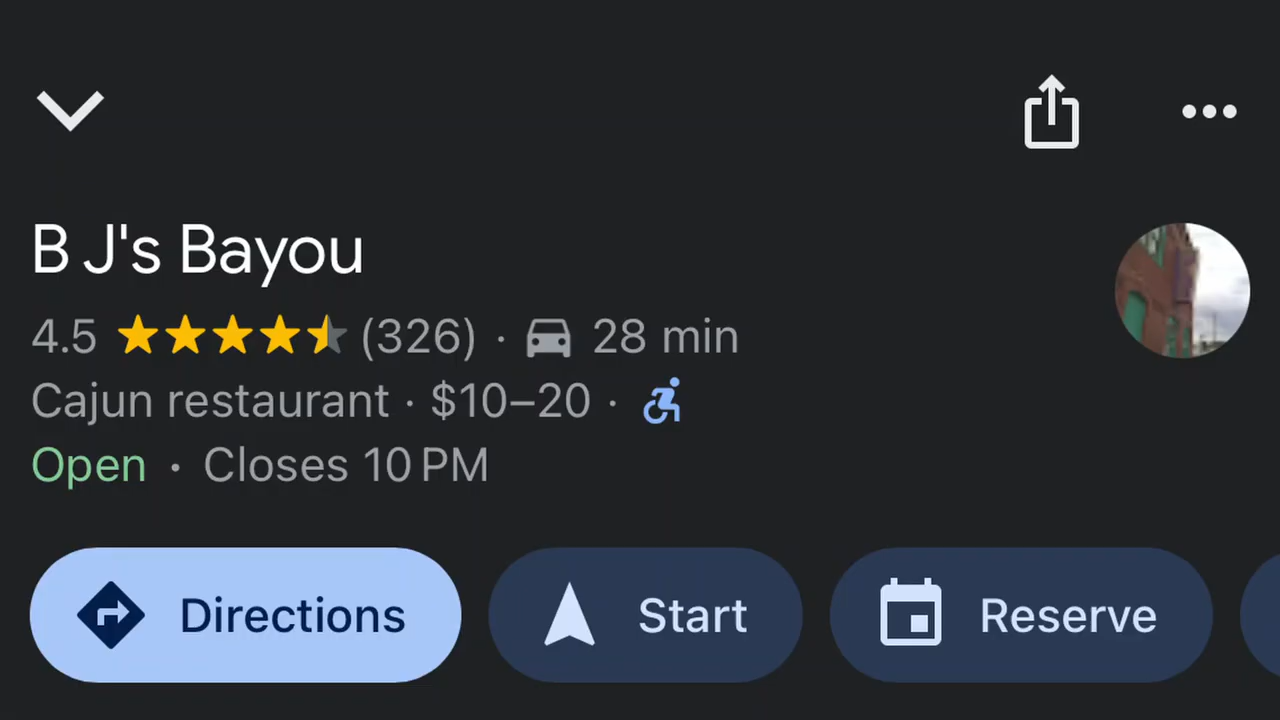 B J's Bayou
4.5 (326) · 28 min
Cajun restaurant · $10–20 ·
Open · Closes 10 PM
Directions Start Reserve